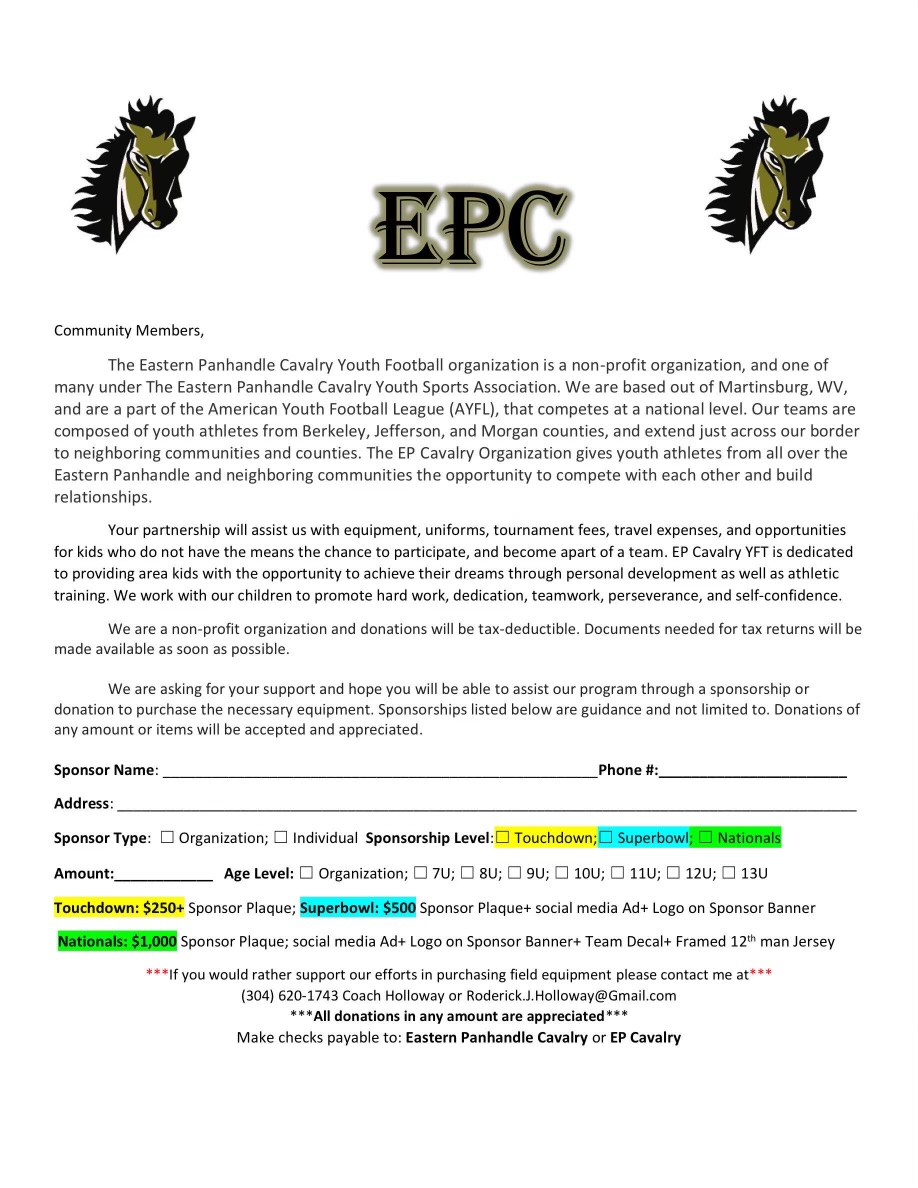 EPC
Community Members,
The Eastern Panhandle Cavalry Youth Football organization is a non-profit organization, and one of
many under The Eastern Panhandle Cavalry Youth Sports Association. We are based out of Martinsburg, WV,
and are a part of the American Youth Football League (AYFL), that competes at a national level. Our teams are
composed of youth athletes from Berkeley, Jefferson, and Morgan counties, and extend just across our border
to neighboring communities and counties. The EP Cavalry Organization gives youth athletes from all over the
Eastern Panhandle and neighboring communities the opportunity to compete with each other and build
relationships.
Your partnership will assist us with equipment, uniforms, tournament fees, travel expenses, and opportunities
for kids who do not have the means the chance to participate, and become apart of a team. EP Cavalry YFT is dedicated
to providing area kids with the opportunity to achieve their dreams through personal development as well as athletic
training. We work with our children to promote hard work, dedication, teamwork, perseverance, and self-confidence.
We are a non-profit organization and donations will be tax-deductible. Documents needed for tax returns will be
made available as soon as possible.
We are asking for your support and hope you will be able to assist our program through a sponsorship or
donation to purchase the necessary equipment. Sponsorships listed below are guidance and not limited to. Donations of
any amount or items will be accepted and appreciated.
Sponsor Name: ____________________________________________________Phone #:______________________
Address: ________________________________________________________________________________________
Sponsor Type: ☐ Organization; ☐ Individual Sponsorship Level:☐ Touchdown;☐ Superbowl; ☐ Nationals
Amount:____________ Age Level: ☐ Organization; ☐ 7U; ☐ 8U; ☐ 9U; ☐ 10U; ☐ 11U; ☐ 12U; ☐ 13U
Touchdown: $250+ Sponsor Plaque; Superbowl: $500 Sponsor Plaque+ social media Ad+ Logo on Sponsor Banner
Nationals: $1,000 Sponsor Plaque; social media Ad+ Logo on Sponsor Banner+ Team Decal+ Framed 12th man Jersey
***If you would rather support our efforts in purchasing field equipment please contact me at***
(304) 620-1743 Coach Holloway or Roderick.J.Holloway@Gmail.com
***All donations in any amount are appreciated***
Make checks payable to: Eastern Panhandle Cavalry or EP Cavalry